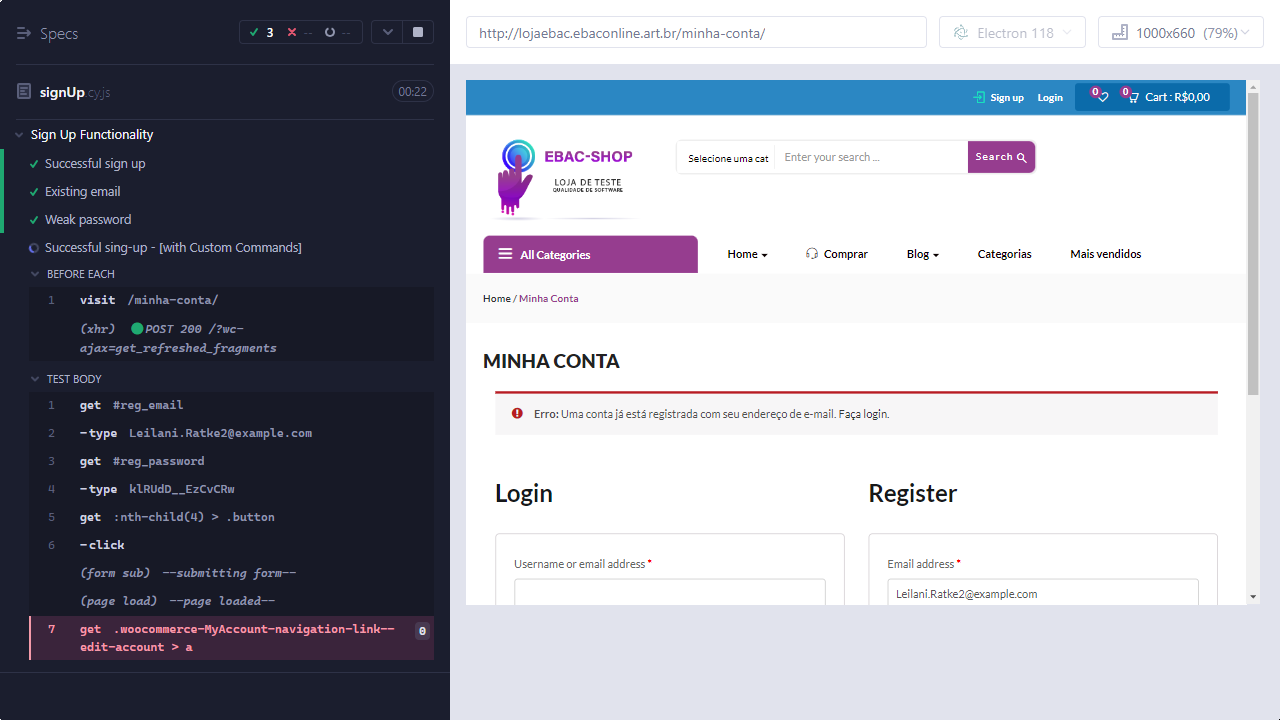 Specs
3
--
--
signUp.cy.js
00:22
Sign Up Functionality
Successful sign up
Existing email
Weak password
Successful sing-up - [with Custom Commands]
BEFORE EACH
1 visit /minha-conta/
(xhr) POST 200 /?wc-
ajax=get_refreshed_fragments
TEST BODY
1 get #reg_email
2 -type Leilani.Ratke2@example.com
3 get #reg_password
4 -type klRUdD__EzCvCRw
5 get :nth-child(4) > .button
6 -click
(form sub) --submitting form--
(page load) --page loaded--
7 get .woocommerce-MyAccount-navigation-link--
edit-account > a
0
http://lojaebac.ebaconline.art.br/minha-conta/
Electron 118
1000x660 (79%)
Sign up
Login
0
0
Cart : R$0,00
EBAC-SHOP
LOJA DE TESTE
QUALIDADE DE SOFTWARE
Selecione uma cat
Enter your search ...
Search
All Categories
Home
Comprar
Blog
Categorias
Mais vendidos
Home / Minha Conta
MINHA CONTA
Erro: Uma conta já está registrada com seu endereço de e-mail. Faça login.
Login
Register
Username or email address *
Email address *
Leilani.Ratke2@example.com